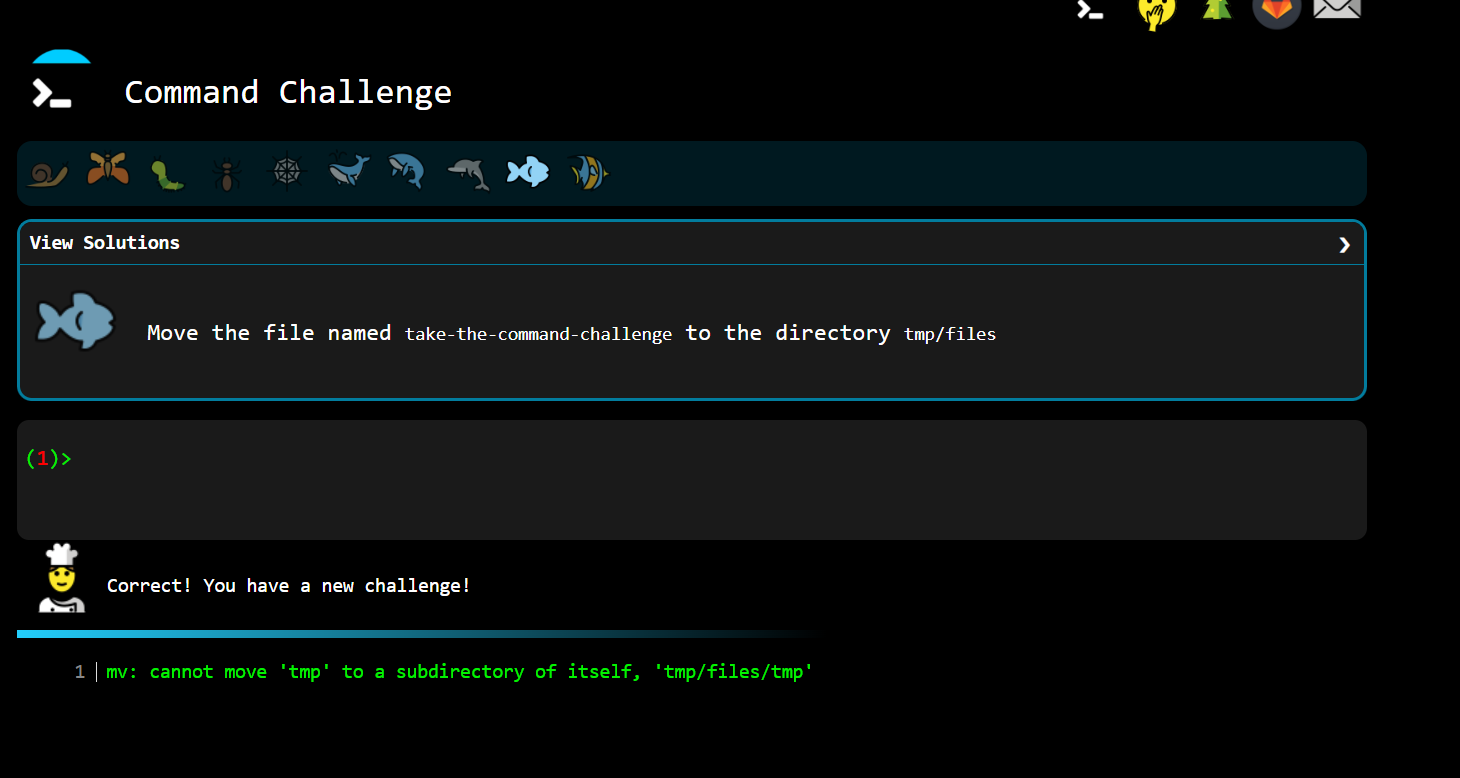 Command Challenge
View Solutions
Move the file named take-the-command-challenge to the directory tmp/files
(1)>
Correct! You have a new challenge!
1 mv: cannot move 'tmp' to a subdirectory of itself, 'tmp/files/tmp'